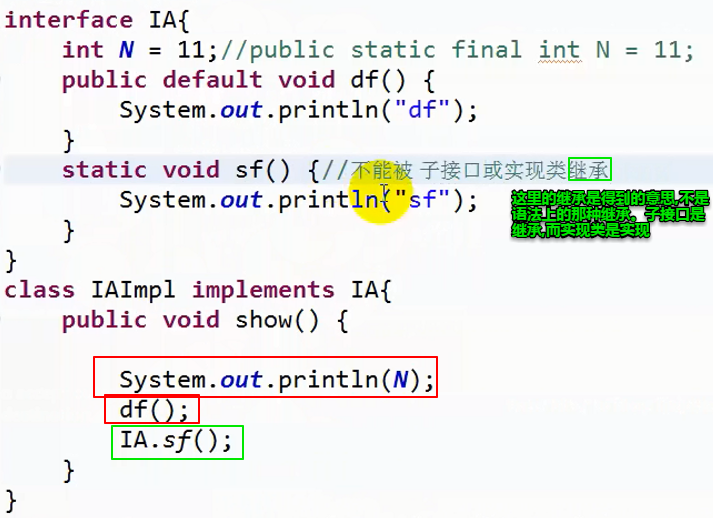 interface IA{
int N = 11;//public static final int N = 11;
public default void df() {
System.out.println("df");
}
static void sf() {//不能被 子接口或实现类继承
System.out.println("sf");
这里的继承是得到的意思,不是
语法上的那种继承。子接口是
继承,而实现类是实现
}
}
class IAImpl implements IA{
public void show() {
System.out.println(N);
df();
IA.sf();
}
}